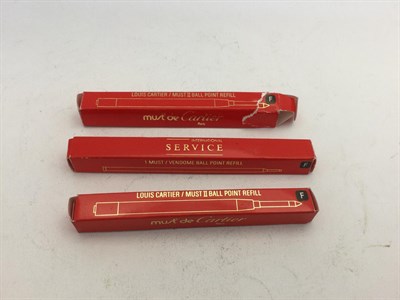 LOUIS CARTIER / MUST II BALL POINT REFILL
F
must de Cartier
Paris
INTERNATIONAL
SERVICE
1 MUST / VENDOME BALL POINT REFILL
F
LOUIS CARTIER / MUST II BALL POINT REFILL
F
must de Cartier